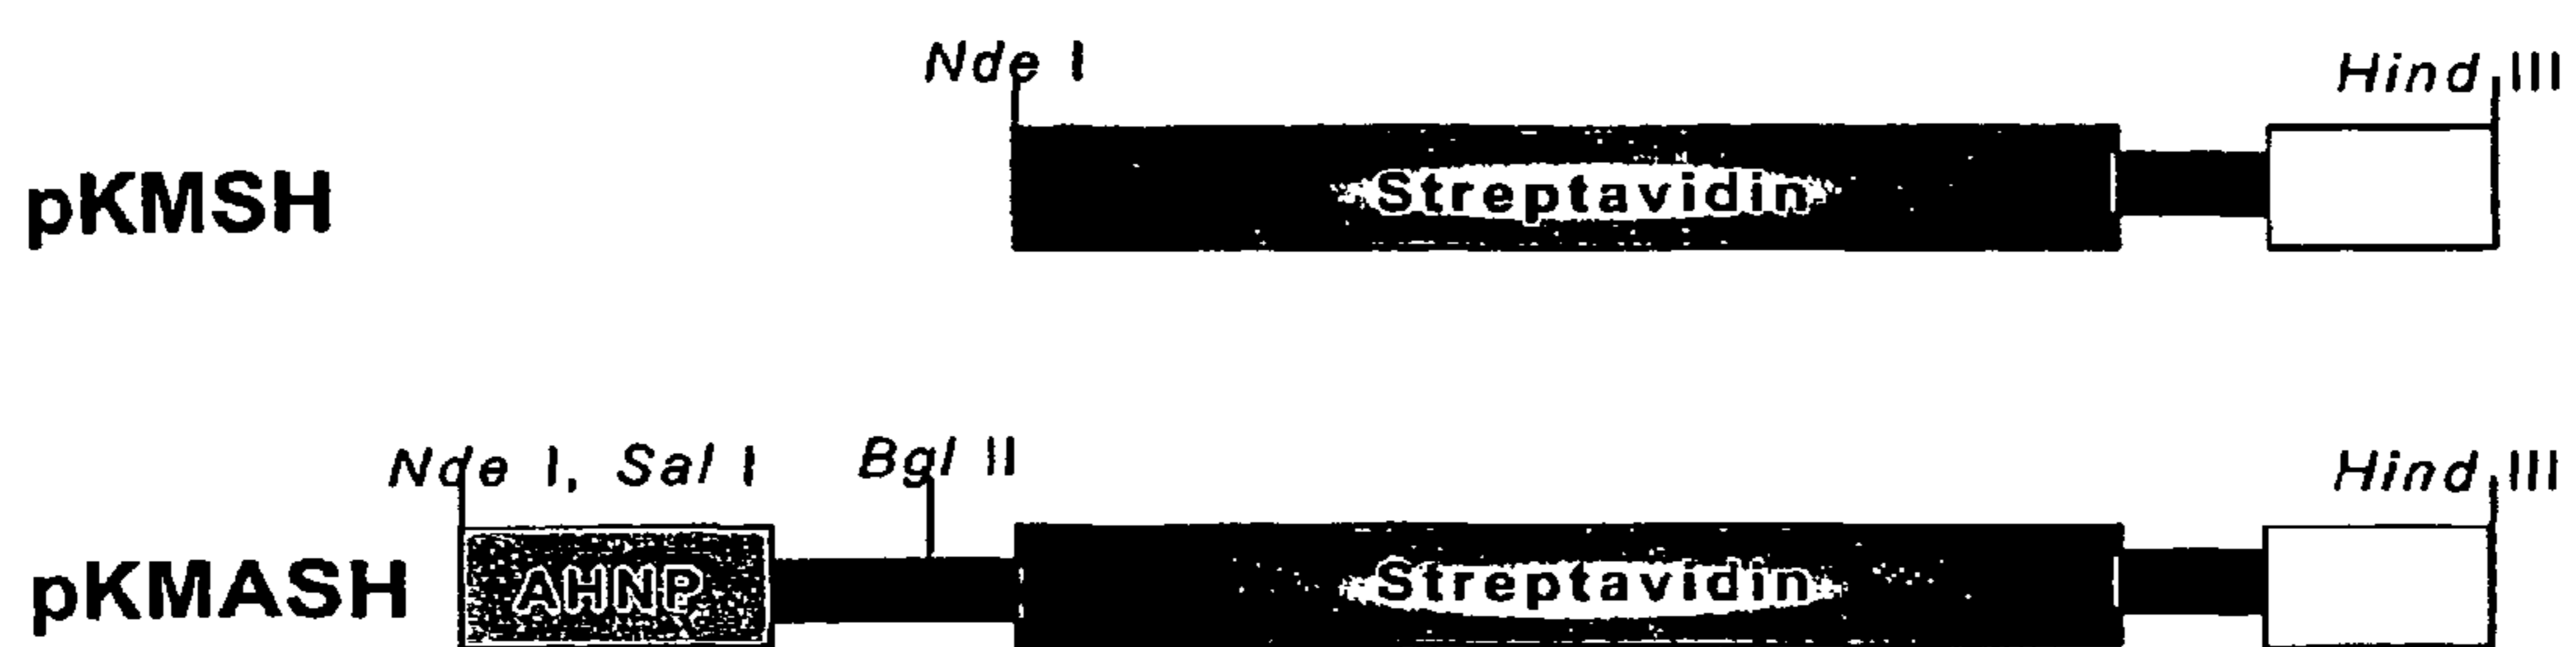 Nde I Hind III
pKMSH Streptavidin
Nde I, Sal I Bgl II Hind III
pKMASH AHNP Streptavidin